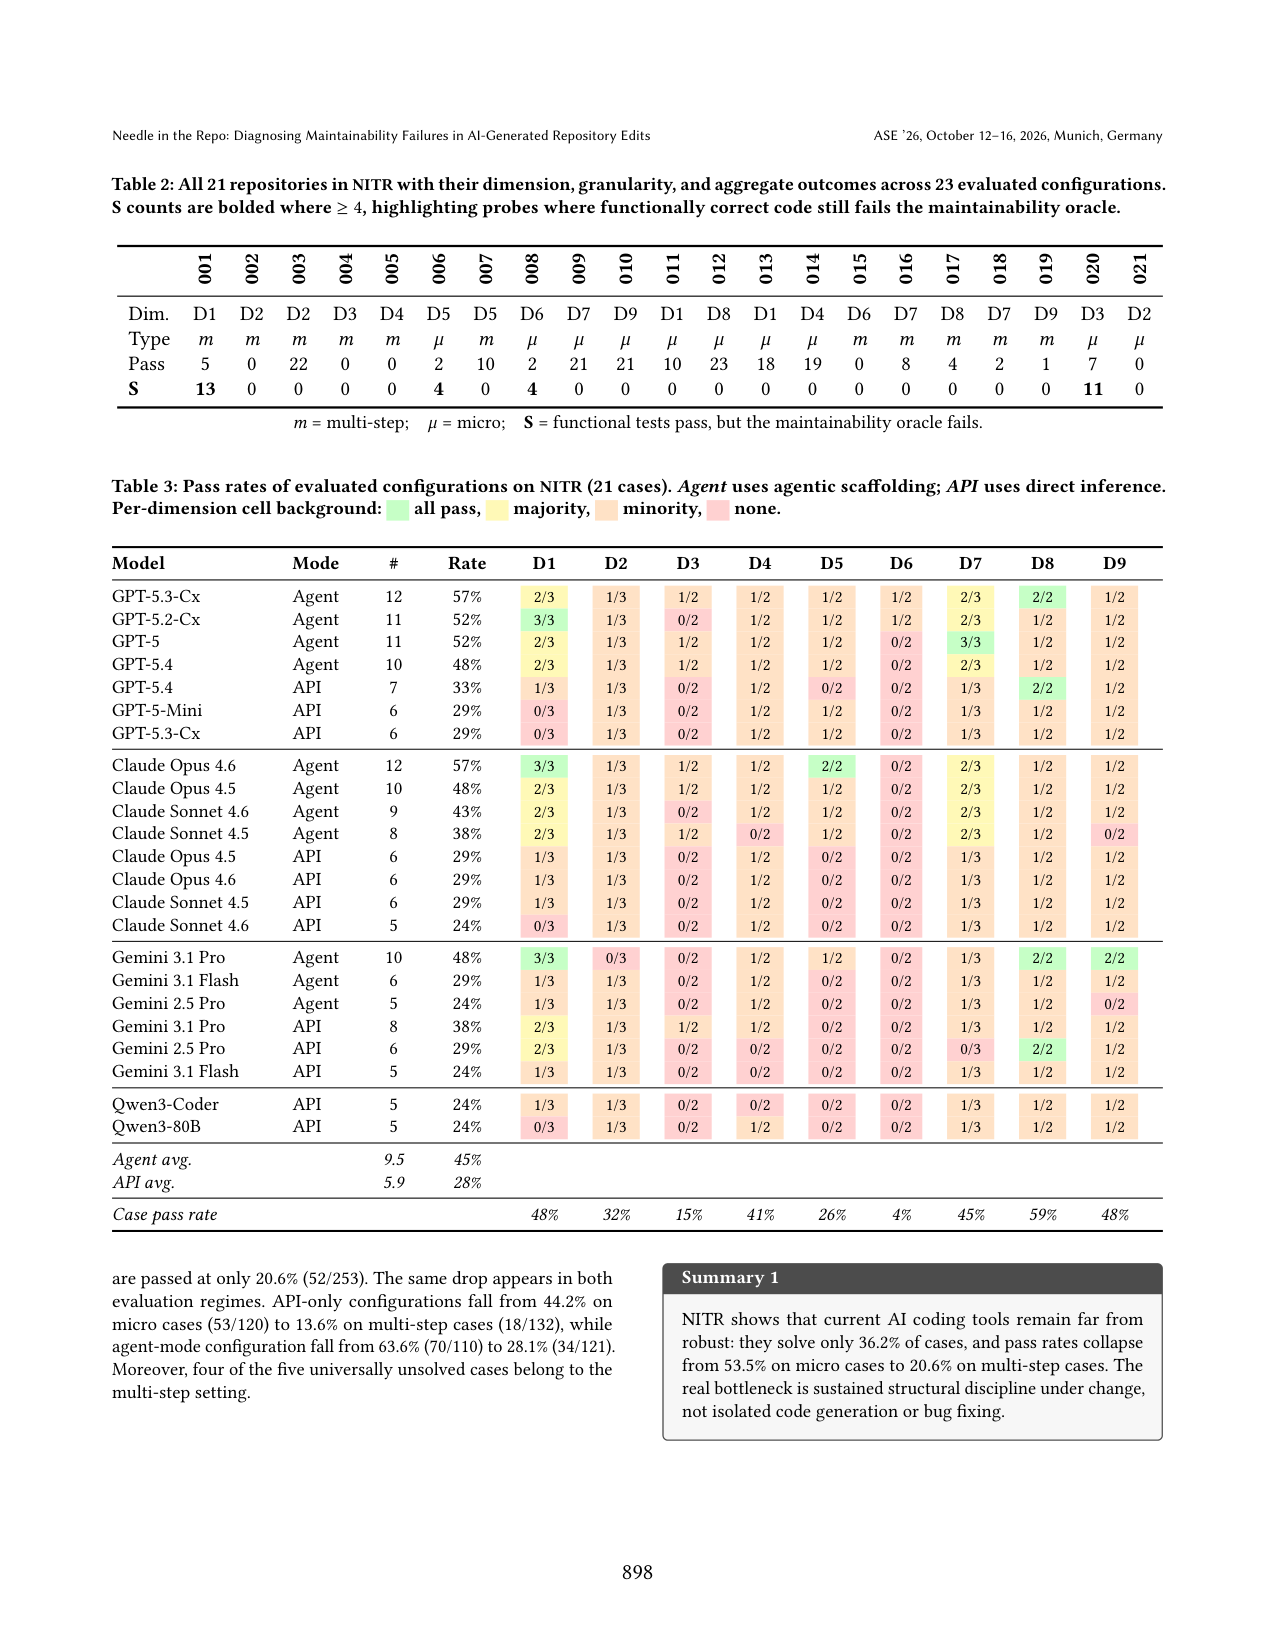 Needle in the Repo: Diagnosing Maintainability Failures in AI-Generated Repository Edits
ASE ’26, October 12–16, 2026, Munich, Germany
Table 2: All 21 repositories in NITR with their dimension, granularity, and aggregate outcomes across 23 evaluated configurations.
S counts are bolded where ≥ 4, highlighting probes where functionally correct code still fails the maintainability oracle.
001 002 003 004 005 006 007 008 009 010 011 012 013 014 015 016 017 018 019 020 021
Dim. D1 D2 D2 D3 D4 D5 D5 D6 D7 D9 D1 D8 D1 D4 D6 D7 D8 D7 D9 D3 D2
Type m m m m m μ m μ μ μ μ μ μ μ m m m m m μ μ
Pass 5 0 22 0 0 2 10 2 21 21 10 23 18 19 0 8 4 2 1 7 0
S 13 0 0 0 0 4 0 4 0 0 0 0 0 0 0 0 0 0 0 11 0
m = multi-step; μ = micro; S = functional tests pass, but the maintainability oracle fails.
Table 3: Pass rates of evaluated configurations on NITR (21 cases). Agent uses agentic scaffolding; API uses direct inference.
Per-dimension cell background: all pass, majority, minority, none.
Model Mode # Rate D1 D2 D3 D4 D5 D6 D7 D8 D9
GPT-5.3-Cx Agent 12 57% 2/3 1/3 1/2 1/2 1/2 1/2 2/3 2/2 1/2
GPT-5.2-Cx Agent 11 52% 3/3 1/3 0/2 1/2 1/2 1/2 2/3 1/2 1/2
GPT-5 Agent 11 52% 2/3 1/3 1/2 1/2 1/2 0/2 3/3 1/2 1/2
GPT-5.4 Agent 10 48% 2/3 1/3 1/2 1/2 1/2 0/2 2/3 1/2 1/2
GPT-5.4 API 7 33% 1/3 1/3 0/2 1/2 0/2 0/2 1/3 2/2 1/2
GPT-5-Mini API 6 29% 0/3 1/3 0/2 1/2 1/2 0/2 1/3 1/2 1/2
GPT-5.3-Cx API 6 29% 0/3 1/3 0/2 1/2 1/2 0/2 1/3 1/2 1/2
Claude Opus 4.6 Agent 12 57% 3/3 1/3 1/2 1/2 2/2 0/2 2/3 1/2 1/2
Claude Opus 4.5 Agent 10 48% 2/3 1/3 1/2 1/2 1/2 0/2 2/3 1/2 1/2
Claude Sonnet 4.6 Agent 9 43% 2/3 1/3 0/2 1/2 1/2 0/2 2/3 1/2 1/2
Claude Sonnet 4.5 Agent 8 38% 2/3 1/3 1/2 0/2 1/2 0/2 2/3 1/2 0/2
Claude Opus 4.5 API 6 29% 1/3 1/3 0/2 1/2 0/2 0/2 1/3 1/2 1/2
Claude Opus 4.6 API 6 29% 1/3 1/3 0/2 1/2 0/2 0/2 1/3 1/2 1/2
Claude Sonnet 4.5 API 6 29% 1/3 1/3 0/2 1/2 0/2 0/2 1/3 1/2 1/2
Claude Sonnet 4.6 API 5 24% 0/3 1/3 0/2 1/2 0/2 0/2 1/3 1/2 1/2
Gemini 3.1 Pro Agent 10 48% 3/3 0/3 0/2 1/2 1/2 0/2 1/3 2/2 2/2
Gemini 3.1 Flash Agent 6 29% 1/3 1/3 0/2 1/2 0/2 0/2 1/3 1/2 1/2
Gemini 2.5 Pro Agent 5 24% 1/3 1/3 0/2 1/2 0/2 0/2 1/3 1/2 0/2
Gemini 3.1 Pro API 8 38% 2/3 1/3 1/2 1/2 0/2 0/2 1/3 1/2 1/2
Gemini 2.5 Pro API 6 29% 2/3 1/3 0/2 0/2 0/2 0/2 0/3 2/2 1/2
Gemini 3.1 Flash API 5 24% 1/3 1/3 0/2 0/2 0/2 0/2 1/3 1/2 1/2
Qwen3-Coder API 5 24% 1/3 1/3 0/2 0/2 0/2 0/2 1/3 1/2 1/2
Qwen3-80B API 5 24% 0/3 1/3 0/2 1/2 0/2 0/2 1/3 1/2 1/2
Agent avg. 9.5 45%
API avg. 5.9 28%
Case pass rate 48% 32% 15% 41% 26% 4% 45% 59% 48%
are passed at only 20.6% (52/253). The same drop appears in both
evaluation regimes. API-only configurations fall from 44.2% on
micro cases (53/120) to 13.6% on multi-step cases (18/132), while
agent-mode configuration fall from 63.6% (70/110) to 28.1% (34/121).
Moreover, four of the five universally unsolved cases belong to the
multi-step setting.
Summary 1
NITR shows that current AI coding tools remain far from
robust: they solve only 36.2% of cases, and pass rates collapse
from 53.5% on micro cases to 20.6% on multi-step cases. The
real bottleneck is sustained structural discipline under change,
not isolated code generation or bug fixing.
898